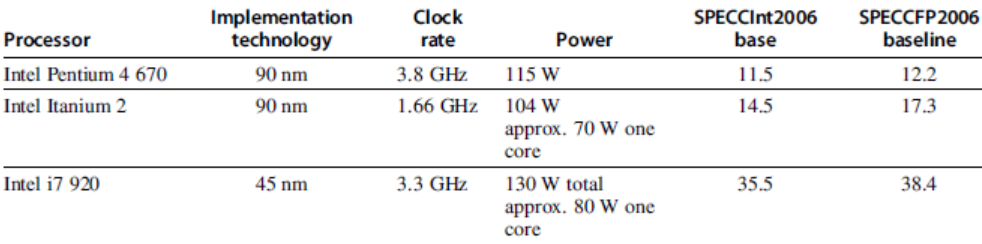 Processor Implementation technology Clock rate Power SPECCInt2006 base SPECCFP2006 baseline
Intel Pentium 4 670 90 nm 3.8 GHz 115 W 11.5 12.2
Intel Itanium 2 90 nm 1.66 GHz 104 W approx. 70 W one core 14.5 17.3
Intel i7 920 45 nm 3.3 GHz 130 W total approx. 80 W one core 35.5 38.4